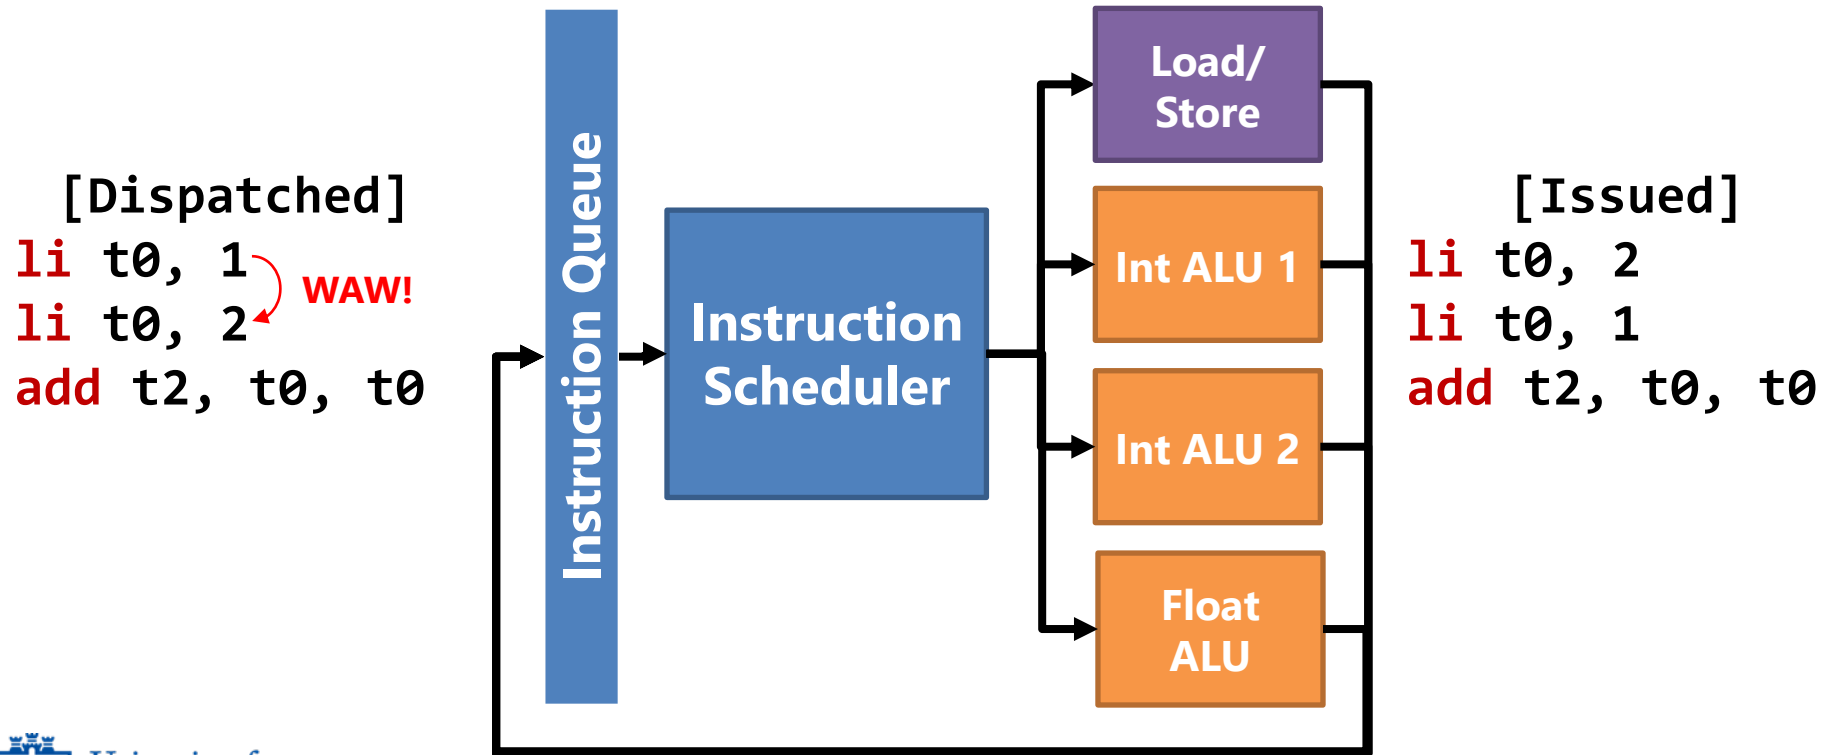 [Dispatched]
li t0, 1
WAW!
li t0, 2
add t2, t0, t0
Instruction Queue
Instruction
Scheduler
Load/
Store
Int ALU 1
Int ALU 2
Float
ALU
[Issued]
li t0, 2
li t0, 1
add t2, t0, t0